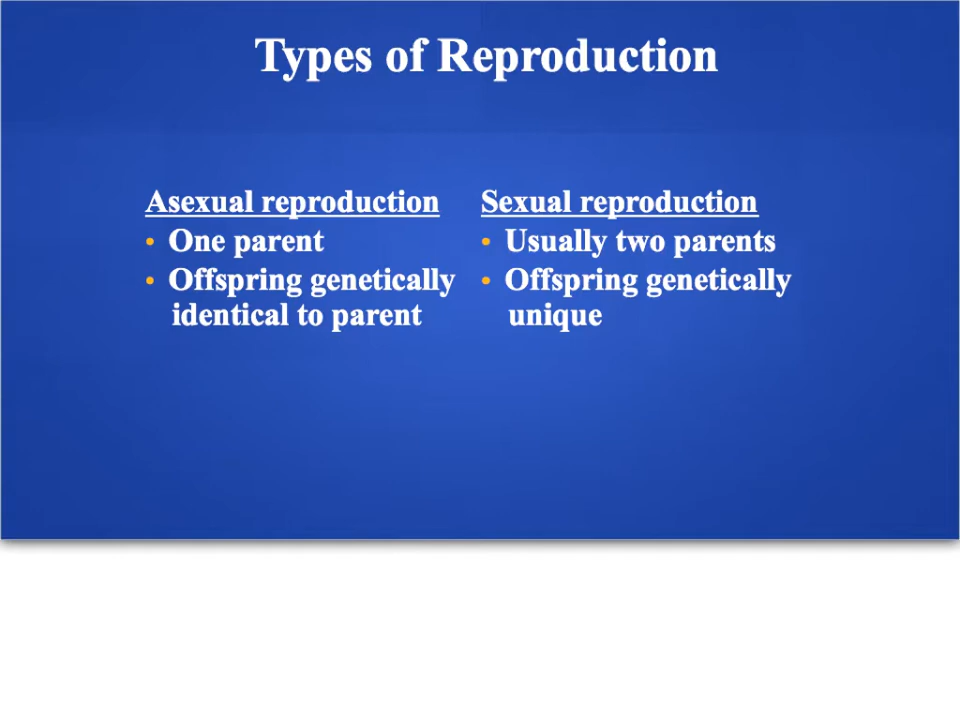 Types of Reproduction
Asexual reproduction
• One parent
• Offspring genetically
identical to parent
Sexual reproduction
• Usually two parents
• Offspring genetically
unique